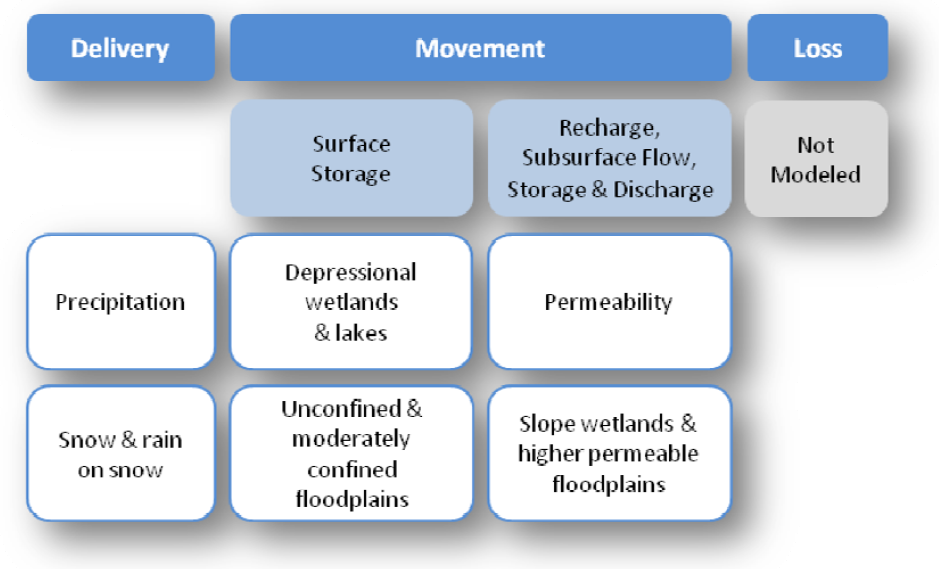 Delivery
Movement
Loss
Surface
Storage
Recharge,
Subsurface Flow,
Storage & Discharge
Not
Modeled
Precipitation
Depressional
wetlands
& lakes
Permeability
Snow & rain
on snow
Unconfined &
moderately
confined
floodplains
Slope wetlands &
higher permeable
floodplains